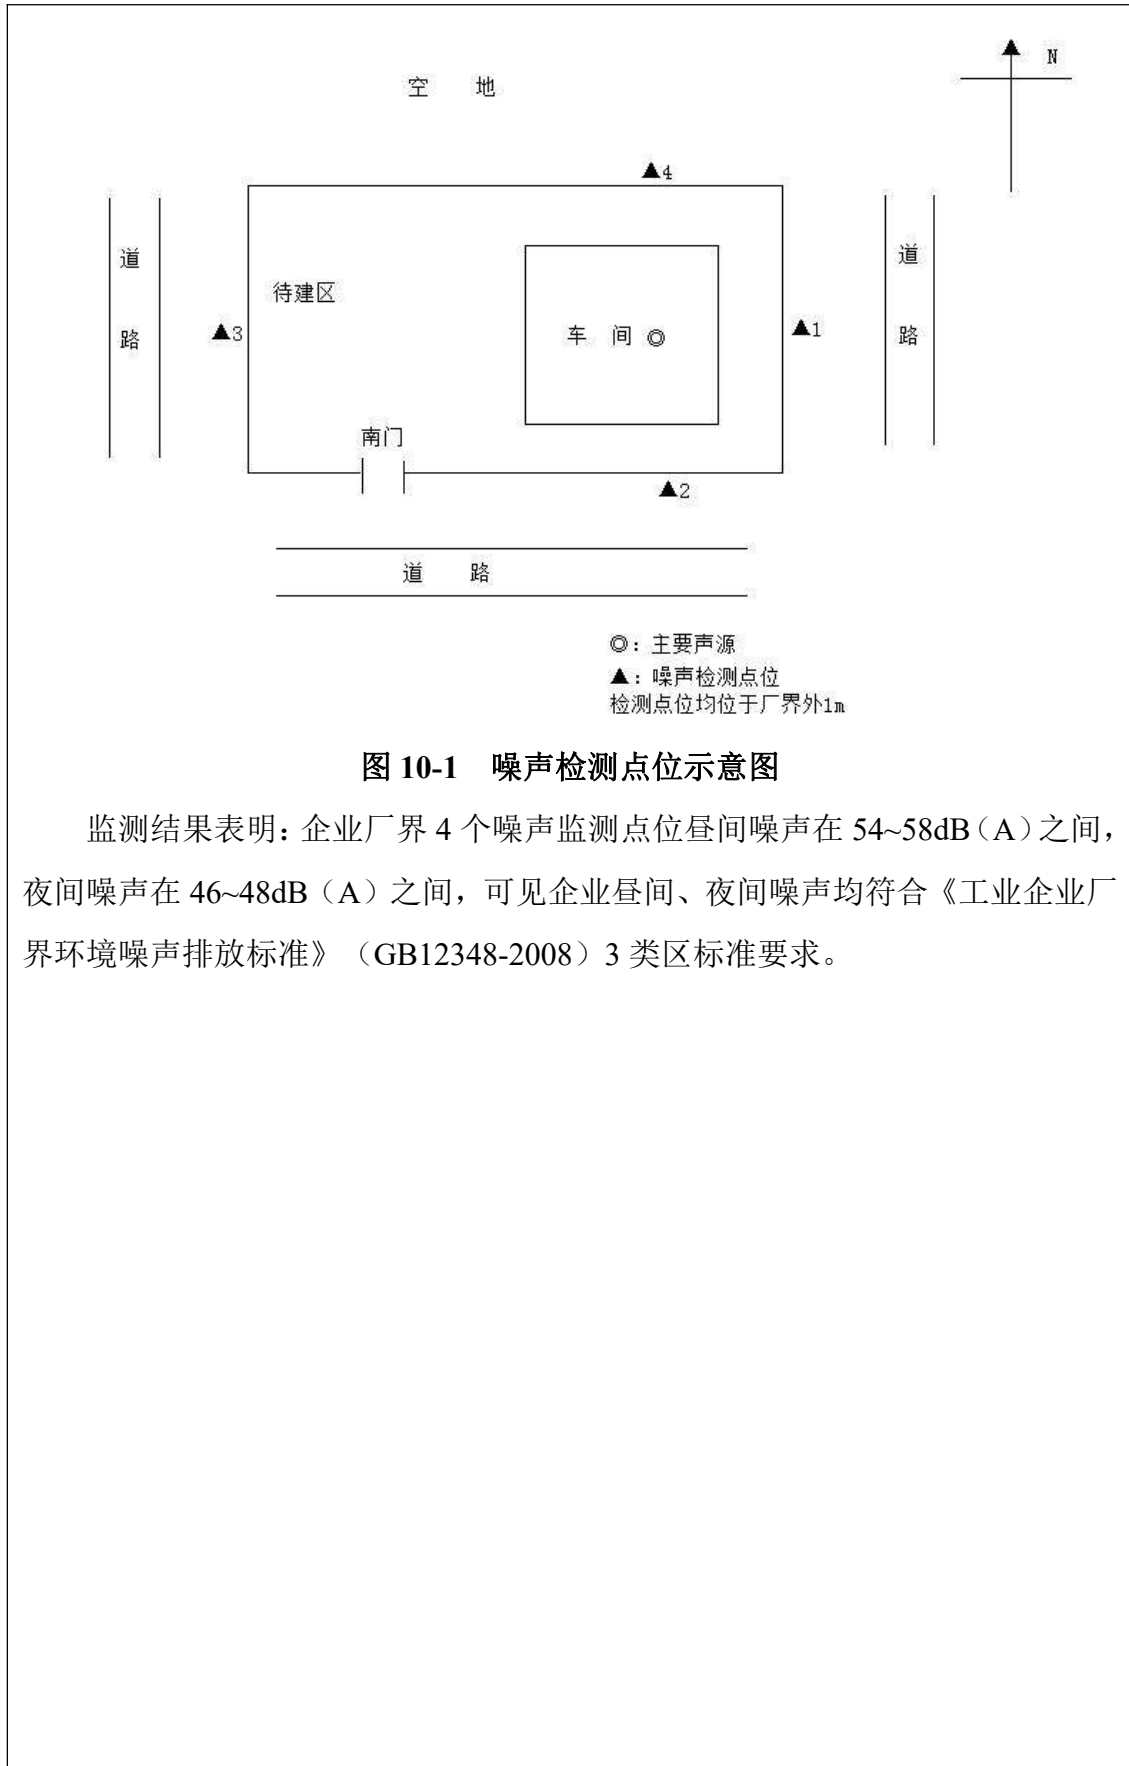 N
空 地
▲4
道路
道路
待建区
▲3
车 间 ◎
▲1
南门
▲2
道 路
◎：主要声源
▲：噪声检测点位
检测点位均位于厂界外1m
图 10-1 噪声检测点位示意图
监测结果表明：企业厂界 4 个噪声监测点位昼间噪声在 54~58dB（A）之间，
夜间噪声在 46~48dB（A）之间，可见企业昼间、夜间噪声均符合《工业企业厂
界环境噪声排放标准》（GB12348-2008）3 类区标准要求。